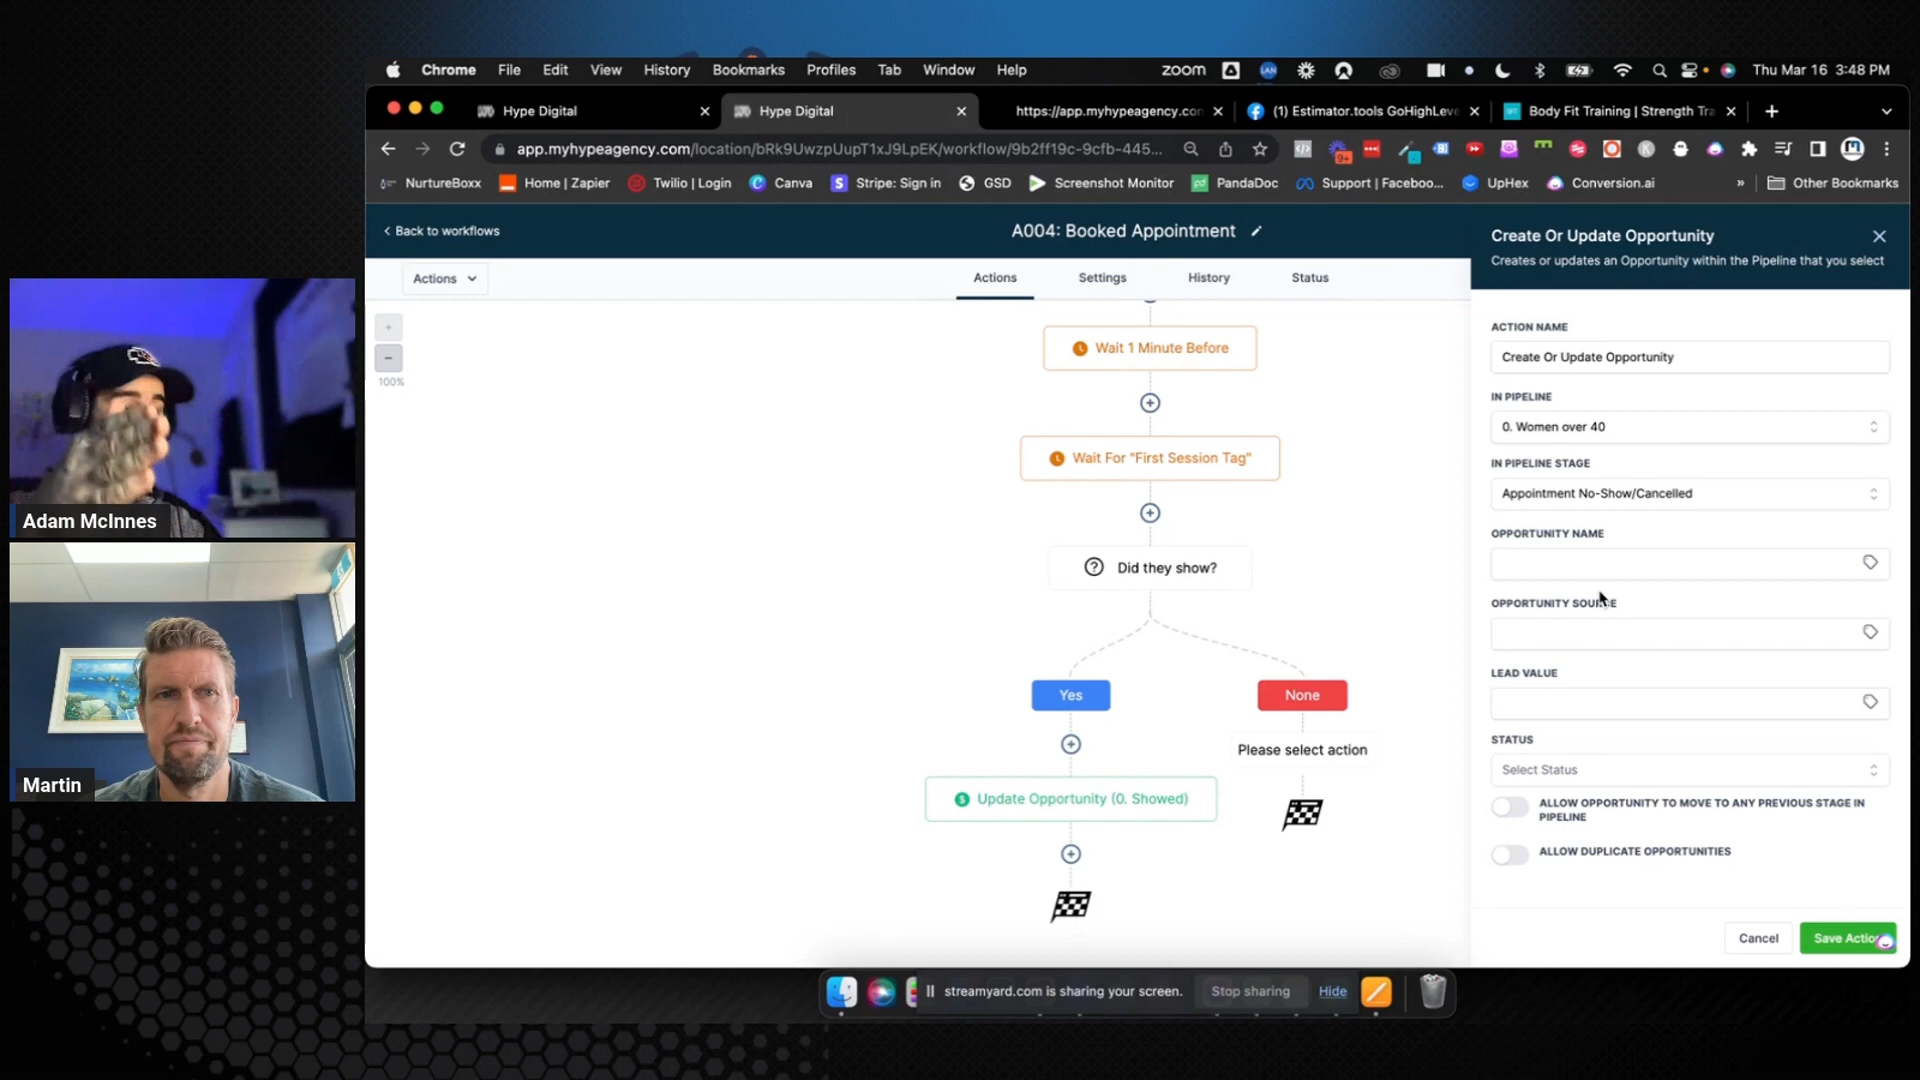 Chrome File Edit View History Bookmarks Profiles Tab Window Help
zoom LAN Thu Mar 16 3:48 PM
Hype Digital
Hype Digital
https://app.myhypeagency.con
(1) Estimator.tools GoHighLeve
Body Fit Training | Strength Tra
app.myhypeagency.com/location/bRk9UwzpUupT1xJ9LpEK/workflow/9b2ff19c-9cfb-445...
9+
NurtureBoxx Home | Zapier Twilio | Login Canva Stripe: Sign in GSD Screenshot Monitor PandaDoc Support | Faceboo... UpHex Conversion.ai » Other Bookmarks
Back to workflows
A004: Booked Appointment
Actions
Actions Settings History Status
100%
Wait 1 Minute Before
Wait For "First Session Tag"
Did they show?
Yes
None
Please select action
Update Opportunity (0. Showed)
Create Or Update Opportunity
Creates or updates an Opportunity within the Pipeline that you select
ACTION NAME
Create Or Update Opportunity
IN PIPELINE
0. Women over 40
IN PIPELINE STAGE
Appointment No-Show/Cancelled
OPPORTUNITY NAME
OPPORTUNITY SOURCE
LEAD VALUE
STATUS
Select Status
ALLOW OPPORTUNITY TO MOVE TO ANY PREVIOUS STAGE IN
PIPELINE
ALLOW DUPLICATE OPPORTUNITIES
Cancel
Save Action
Adam McInnes
Martin
streamyard.com is sharing your screen. Stop sharing Hide